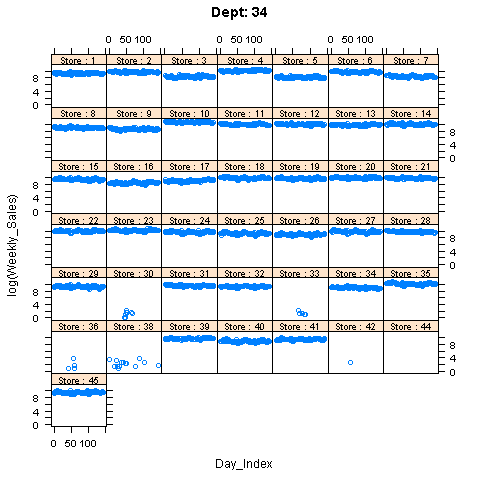 Dept: 34
0 50 100 0 50 100 0 50 100
Store : 1 Store : 2 Store : 3 Store : 4 Store : 5 Store : 6 Store : 7
8
4
0
Store : 8 Store : 9 Store : 10 Store : 11 Store : 12 Store : 13 Store : 14
8
4
0
Store : 15 Store : 16 Store : 17 Store : 18 Store : 19 Store : 20 Store : 21
8
4
0
Store : 22 Store : 23 Store : 24 Store : 25 Store : 26 Store : 27 Store : 28
8
4
0
Store : 29 Store : 30 Store : 31 Store : 32 Store : 33 Store : 34 Store : 35
8
4
0
Store : 36 Store : 38 Store : 39 Store : 40 Store : 41 Store : 42 Store : 44
8
4
0
Store : 45
8
4
0
0 50 100
log(Weekly_Sales)
Day_Index